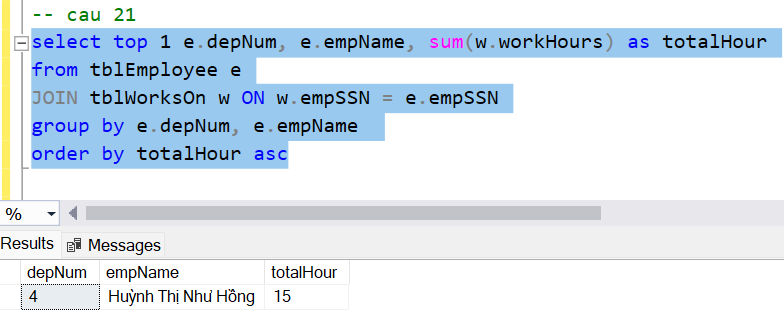 -- cau 21
select top 1 e.depNum, e.empName, sum(w.workHours) as totalHour
from tblEmployee e
JOIN tblWorksOn w ON w.empSSN = e.empSSN
group by e.depNum, e.empName
order by totalHour asc
%
Results Messages
depNum empName totalHour
4 Huỳnh Thị Như Hồng 15